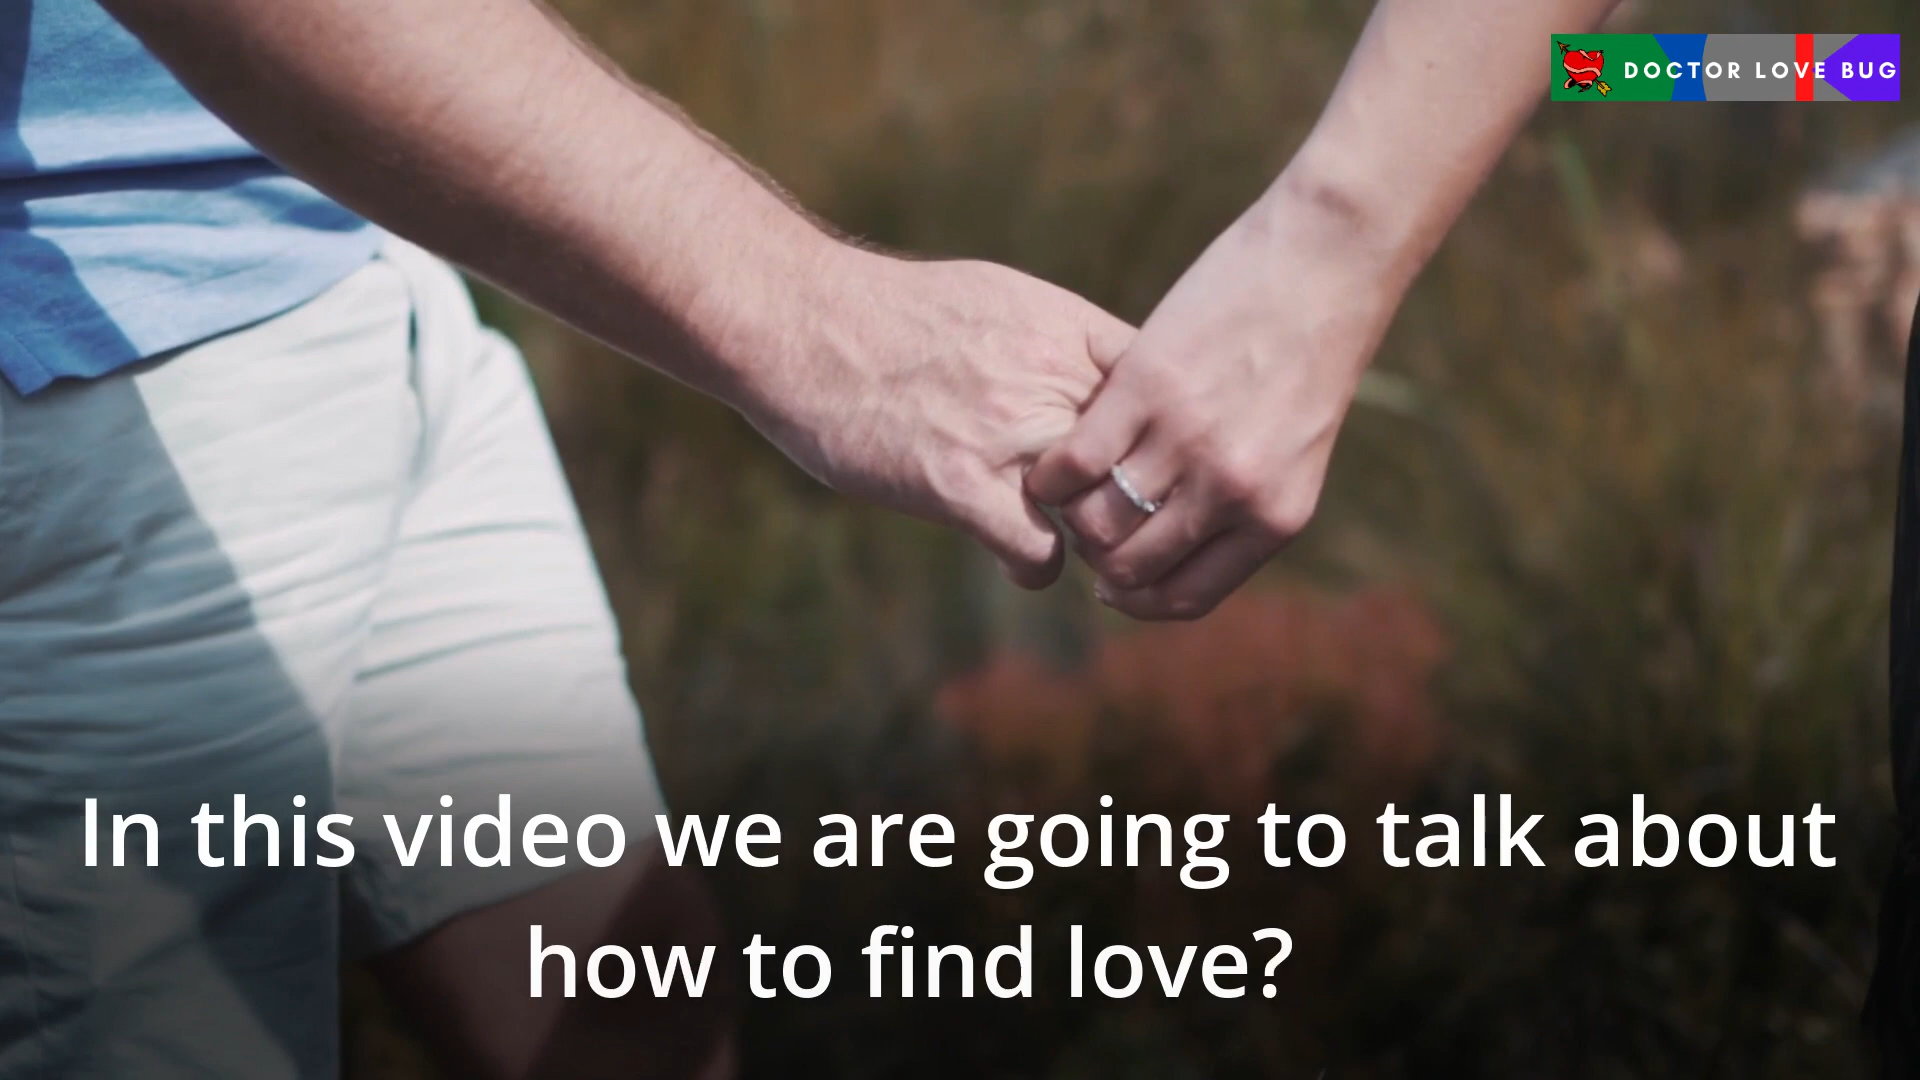 DOCTOR LOVE BUG
In this video we are going to talk about
how to find love?